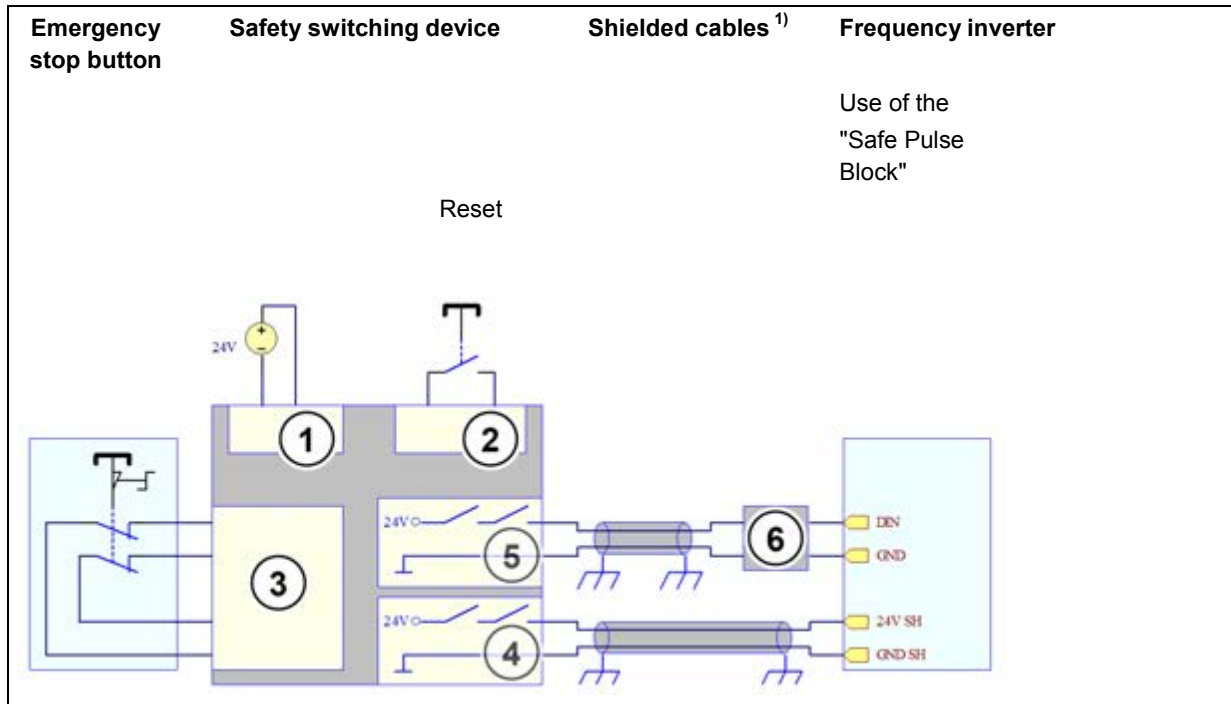 Emergency stop button
Safety switching device
Shielded cables 1)
Frequency inverter
Use of the
"Safe Pulse
Block"
Reset
24V
1
2
3
24V
5
6
DIN
GND
24V
4
24V SH
GND SH